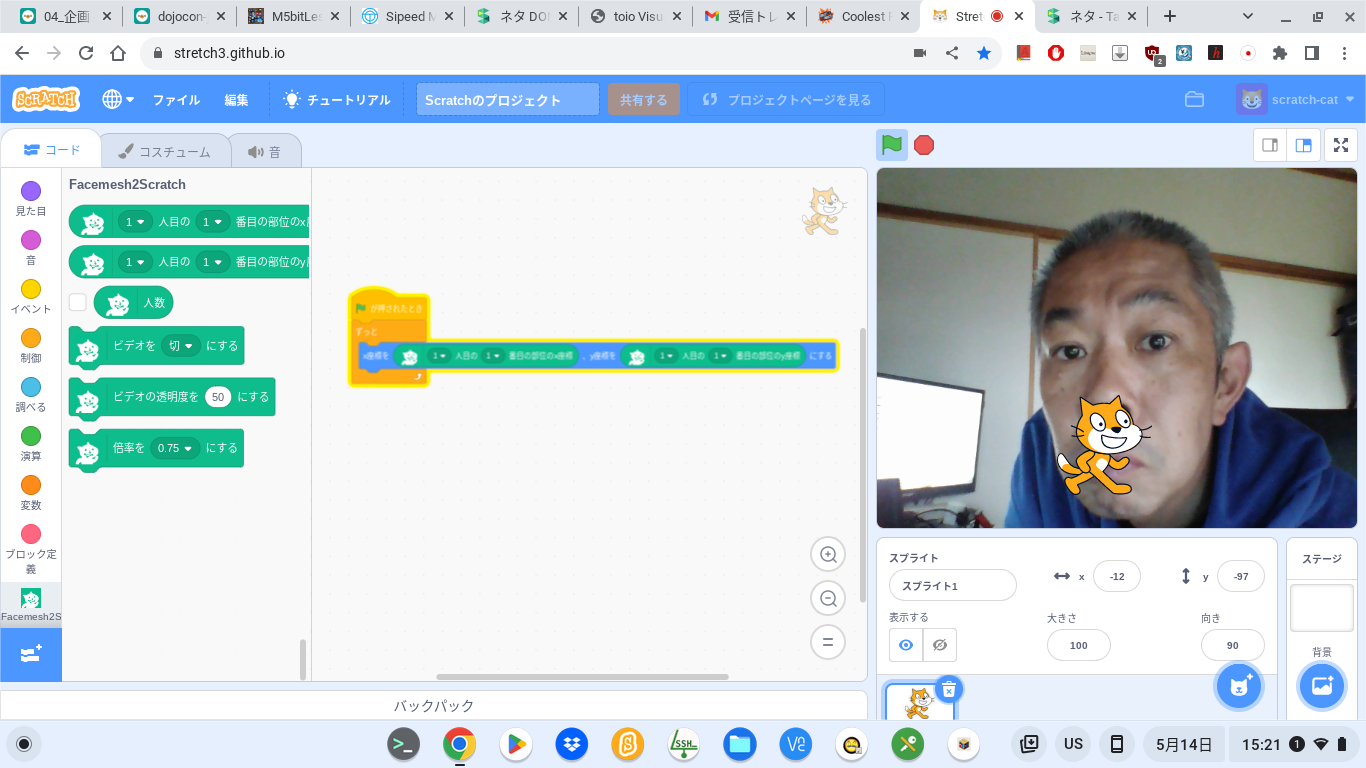 04_企画
dojocon-
M5bitLes
Sipeed M
ネタ DO
toio Visu
受信トレ
Coolest F
Stret
ネタ - Ta
stretch3.github.io
2
SCRATCH
ファイル
編集
チュートリアル
Scratchのプロジェクト
共有する
プロジェクトページを見る
scratch-cat
コード
コスチューム
音
見た目
音
イベント
制御
調べる
演算
変数
ブロック定
義
Facemesh2S
Facemesh2Scratch
1 人目の 1 番目の部位のx
1 人目の 1 番目の部位のy
人数
ビデオを 切 にする
ビデオの透明度を 50 にする
倍率を 0.75 にする
が押されたとき
ずっと
x座標を 1 人目の 1 番目の部位のx座標 、y座標を 1 人目の 1 番目の部位のy座標 にする
スプライト
スプライト1
x -12
y -97
表示する
大きさ
100
向き
90
ステージ
背景
バックパック
SSH
US
5月14日
15:21
1